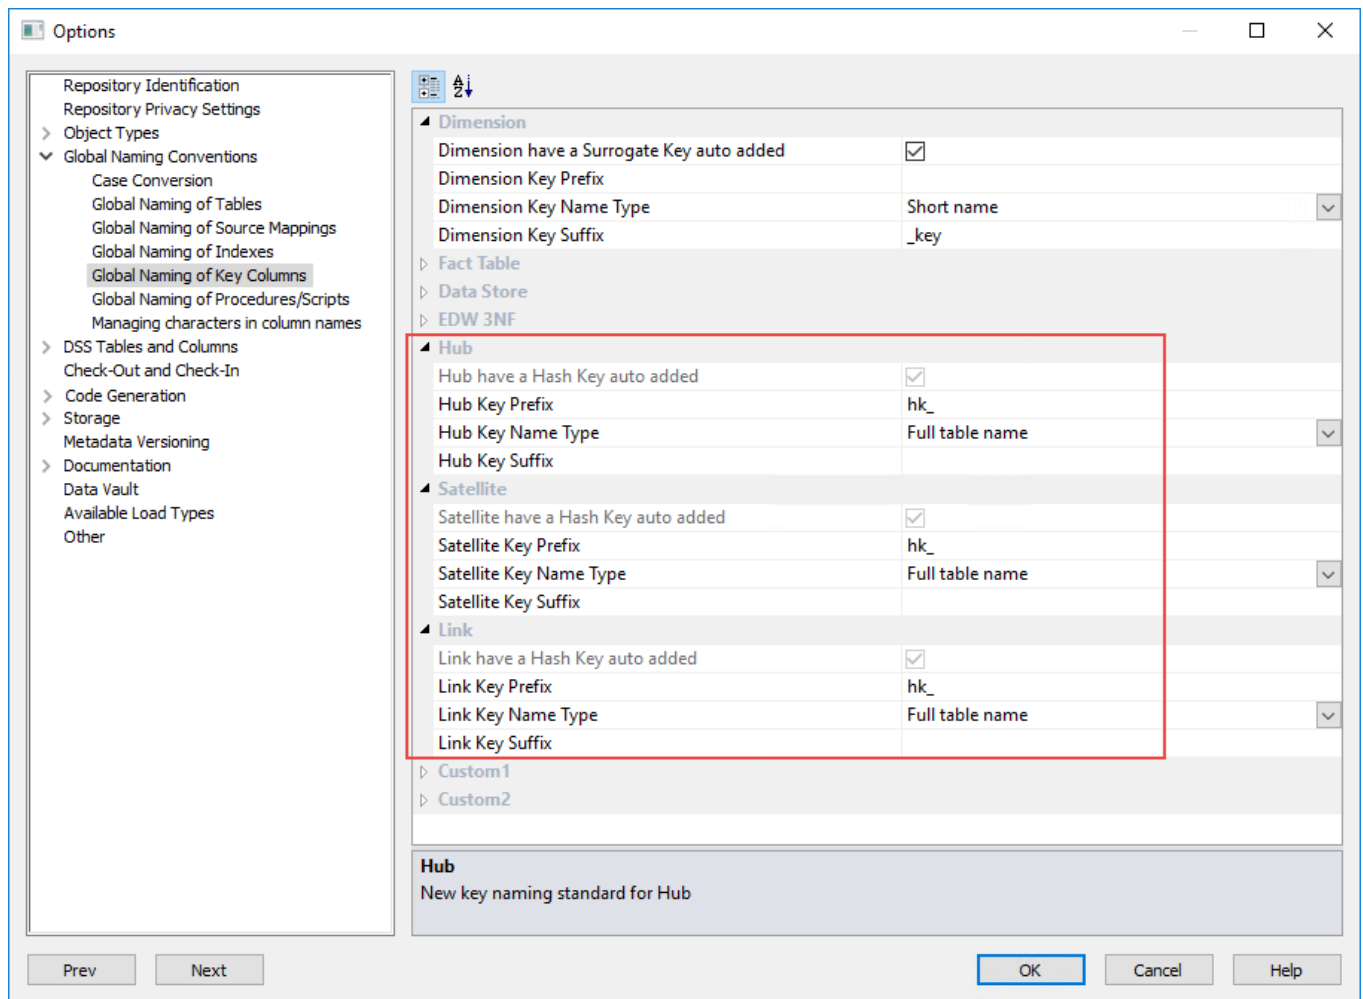 Options
Repository Identification
Repository Privacy Settings
Object Types
Global Naming Conventions
Case Conversion
Global Naming of Tables
Global Naming of Source Mappings
Global Naming of Indexes
Global Naming of Key Columns
Global Naming of Procedures/Scripts
Managing characters in column names
DSS Tables and Columns
Check-Out and Check-In
Code Generation
Storage
Metadata Versioning
Documentation
Data Vault
Available Load Types
Other
A
Z
Dimension
Dimension have a Surrogate Key auto added
Dimension Key Prefix
Dimension Key Name Type Short name
Dimension Key Suffix _key
Fact Table
Data Store
EDW 3NF
Hub
Hub have a Hash Key auto added
Hub Key Prefix hk_
Hub Key Name Type Full table name
Hub Key Suffix
Satellite
Satellite have a Hash Key auto added
Satellite Key Prefix hk_
Satellite Key Name Type Full table name
Satellite Key Suffix
Link
Link have a Hash Key auto added
Link Key Prefix hk_
Link Key Name Type Full table name
Link Key Suffix
Custom1
Custom2
Hub
New key naming standard for Hub
Prev Next OK Cancel Help